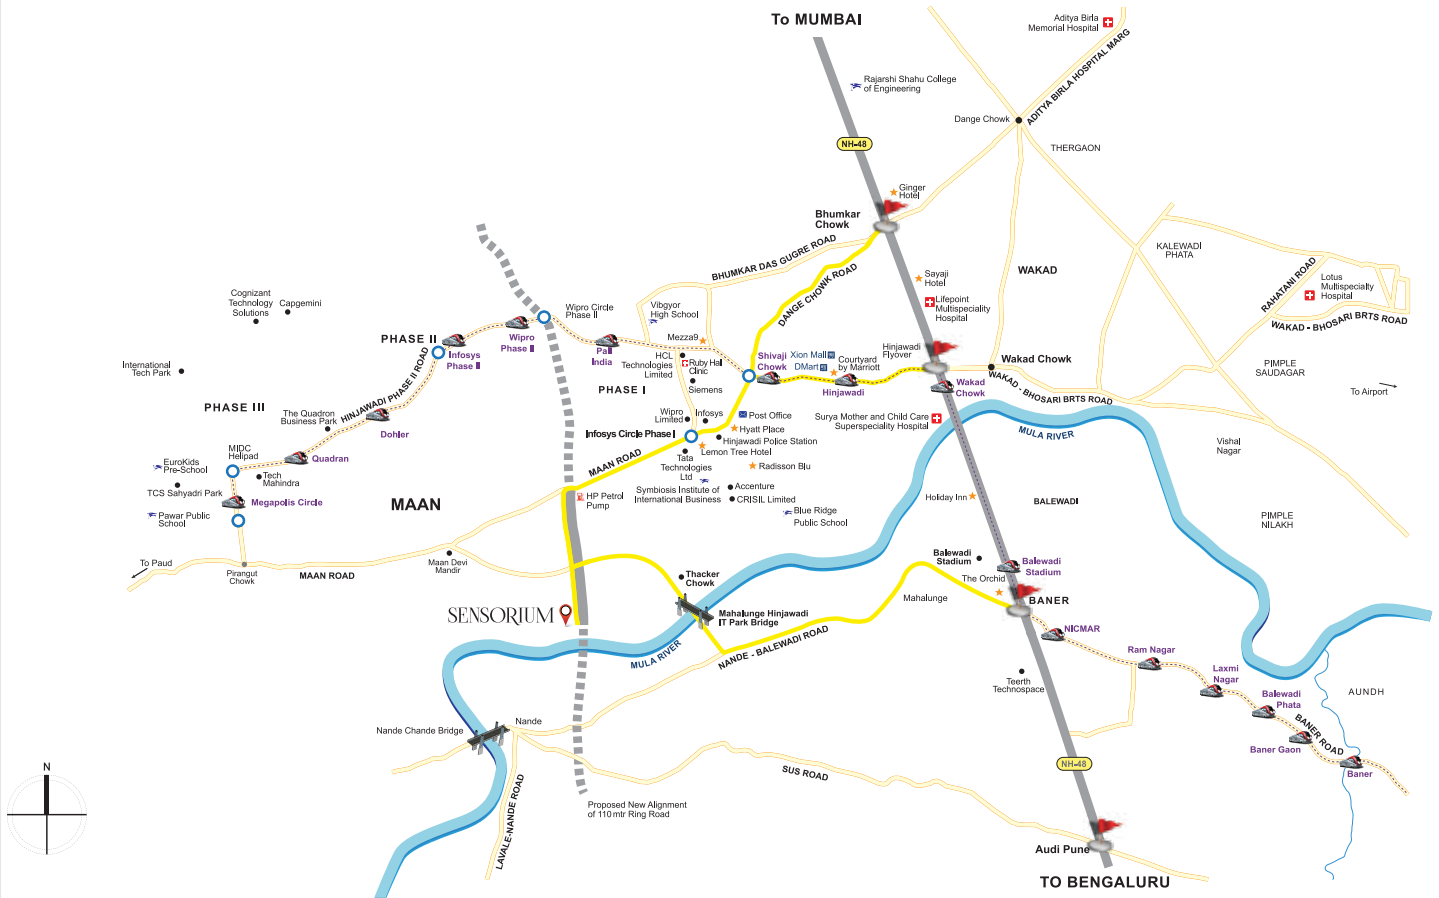 To MUMBAI
Aditya Birla
Memorial Hospital
ADITYA BIRLA HOSPITAL MARG
Rajarshi Shahu College
of Engineering
Dange Chowk
NH-48
THERGAON
Ginger
Hotel
Bhumkar
Chowk
BHUMKAR DAS GUGRE ROAD
DANGE CHOWK ROAD
Sayaji
Hotel
WAKAD
KALEWADI
PHATA
RAHATANI ROAD
Lotus
Multispecialty
Hospital
WAKAD - BHOSARI BRTS ROAD
Lifepoint
Multispeciality
Hospital
Cognizant
Technology
Solutions
Capgemini
Wipro Circle
Phase II
Vibgyor
High School
Mezza9
PHASE II
Wipro
Phase II
Infosys
Phase II
Pall
India
HCL
Technologies
Limited
Ruby Hal
Clinic
Siemens
Shivaji
Chowk
Xion Mall
DMart
Courtyard
by Marriott
Hinjawadi
Hinjawadi
Flyover
Wakad Chowk
Wakad
Chowk
WAKAD - BHOSARI BRTS ROAD
PIMPLE
SAUDAGAR
To Airport
International
Tech Park
PHASE III
HINJAWADI PHASE II ROAD
PHASE I
The Quadron
Business Park
Dohler
Wipro
Limited
Infosys
Post Office
Hyatt Place
Surya Mother and Child Care
Superspeciality Hospital
MULA RIVER
Infosys Circle Phase I
Hinjawadi Police Station
Lemon Tree Hotel
Vishal
Nagar
MIDC
Helipad
Quadran
EuroKids
Pre-School
Tech
Mahindra
MAAN ROAD
Tata
Technologies
Ltd
Radisson Blu
TCS Sahyadri Park
Megapolis Circle
MAAN
HP Petrol
Pump
Symbiosis Institute of
International Business
Accenture
CRISIL Limited
Holiday Inn
BALEWADI
Pawar Public
School
Blue Ridge
Public School
PIMPLE
NILAKH
To Paud
Pirangut
Chowk
MAAN ROAD
Maan Devi
Mandir
Thacker
Chowk
Balewadi
Stadium
Balewadi
Stadium
The Orchid
Mahalunge
BANER
SENSORIUM
Mahalunge Hinjawadi
IT Park Bridge
NICMAR
MULA RIVER
NANDE - BALEWADI ROAD
Ram Nagar
Teerth
Technospace
Laxmi
Nagar
Balewadi
Phata
AUNDH
Nande Chande Bridge
Nande
BANER ROAD
Baner Gaon
Baner
SUS ROAD
NH-48
N
LAVALE-NANDE ROAD
Proposed New Alignment
of 110 mtr Ring Road
Audi Pune
TO BENGALURU